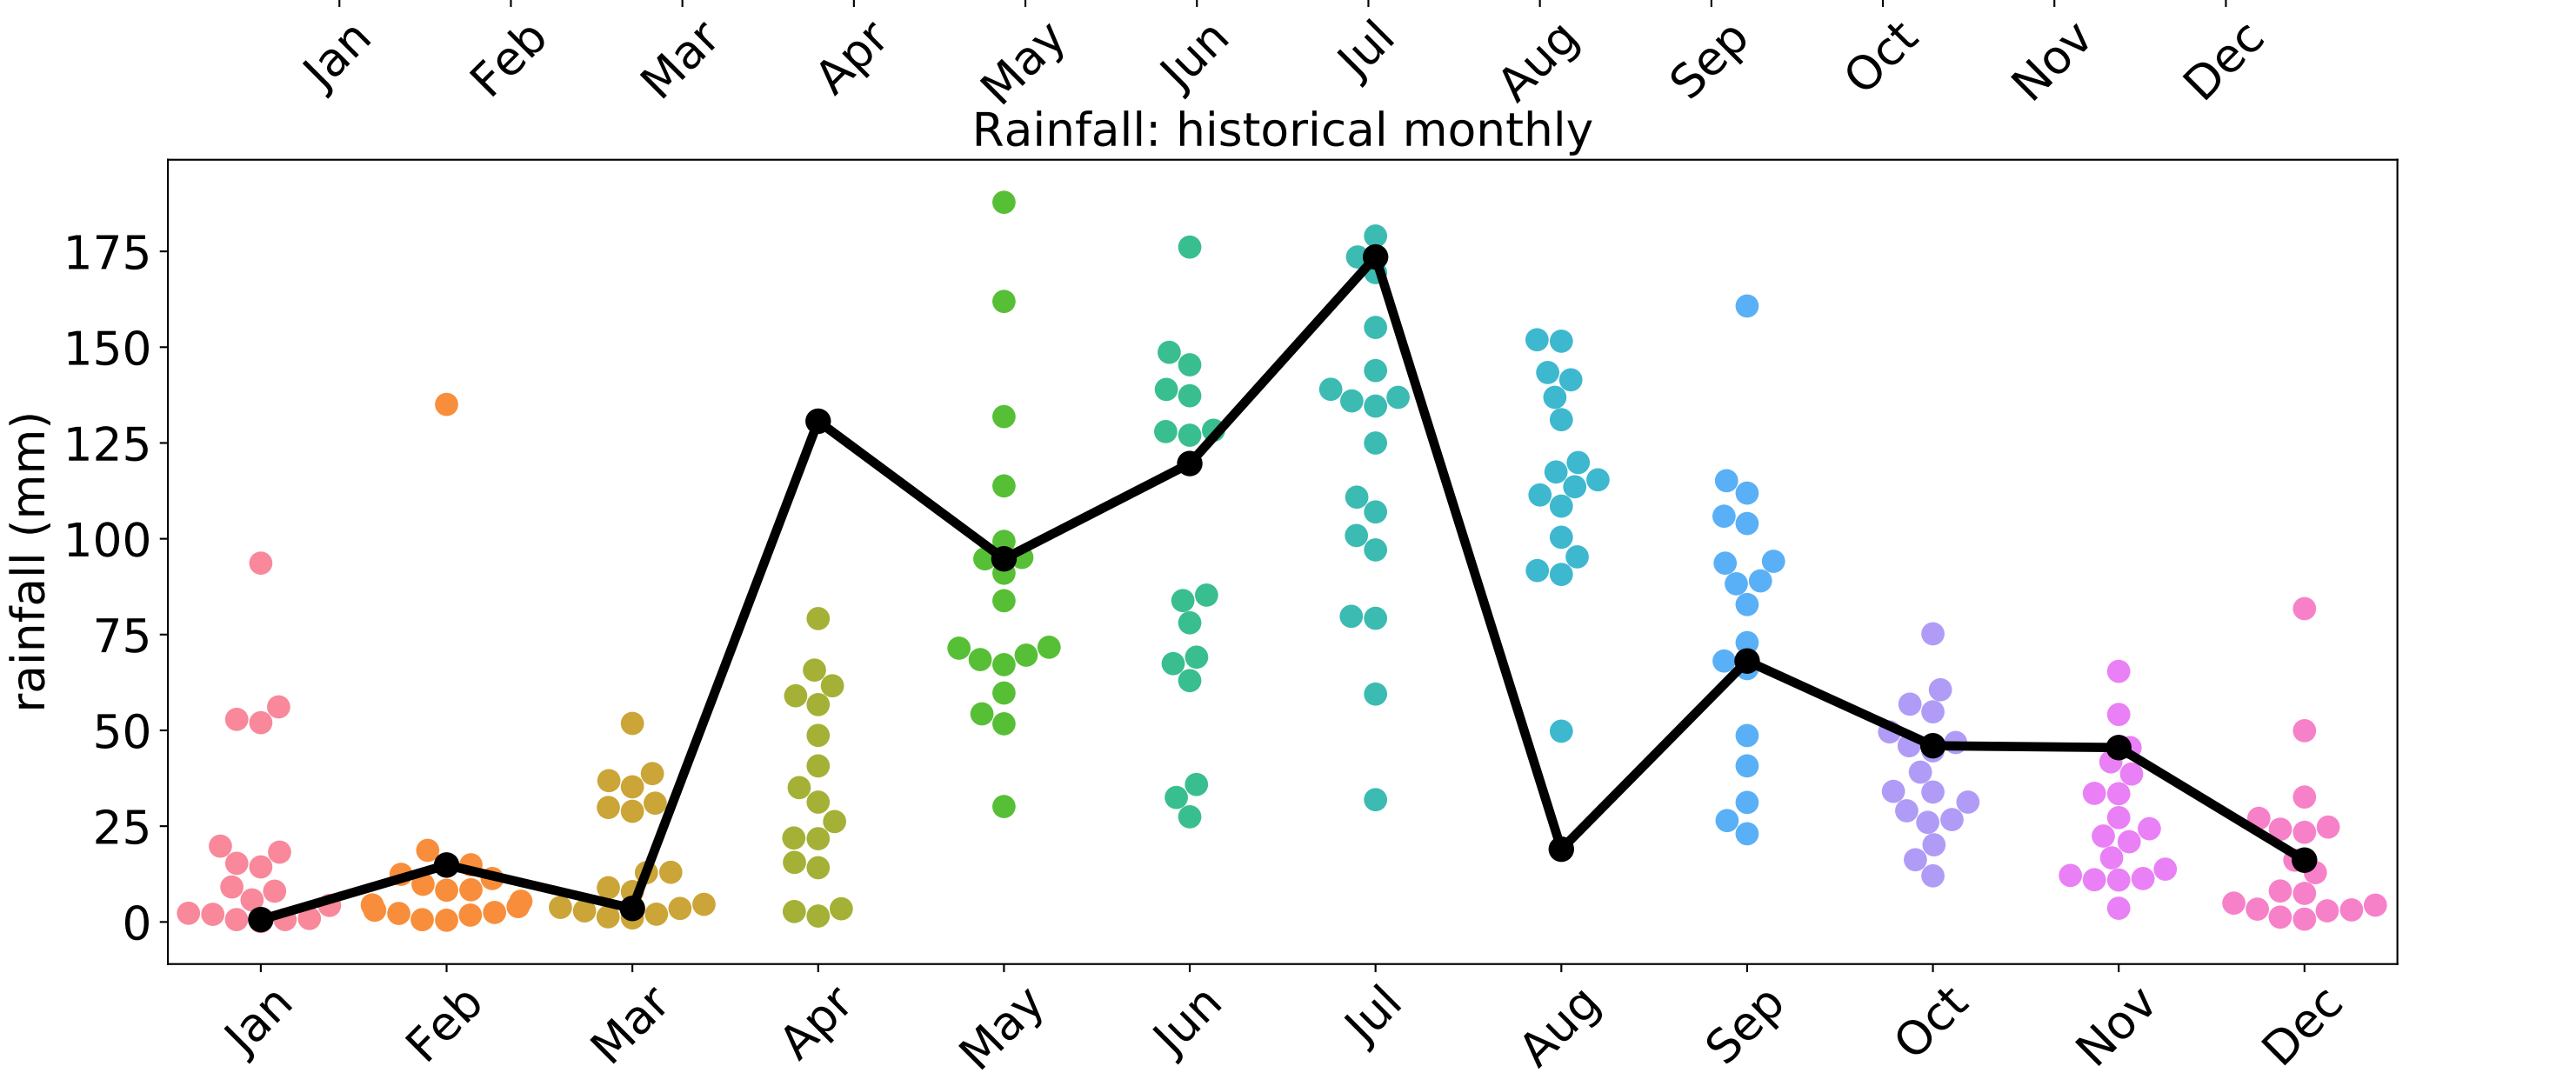 Jan Feb Mar Apr May Jun Jul Aug Sep Oct Nov Dec
Rainfall: historical monthly
rainfall (mm)
175
150
125
100
75
50
25
0
Jan Feb Mar Apr May Jun Jul Aug Sep Oct Nov Dec